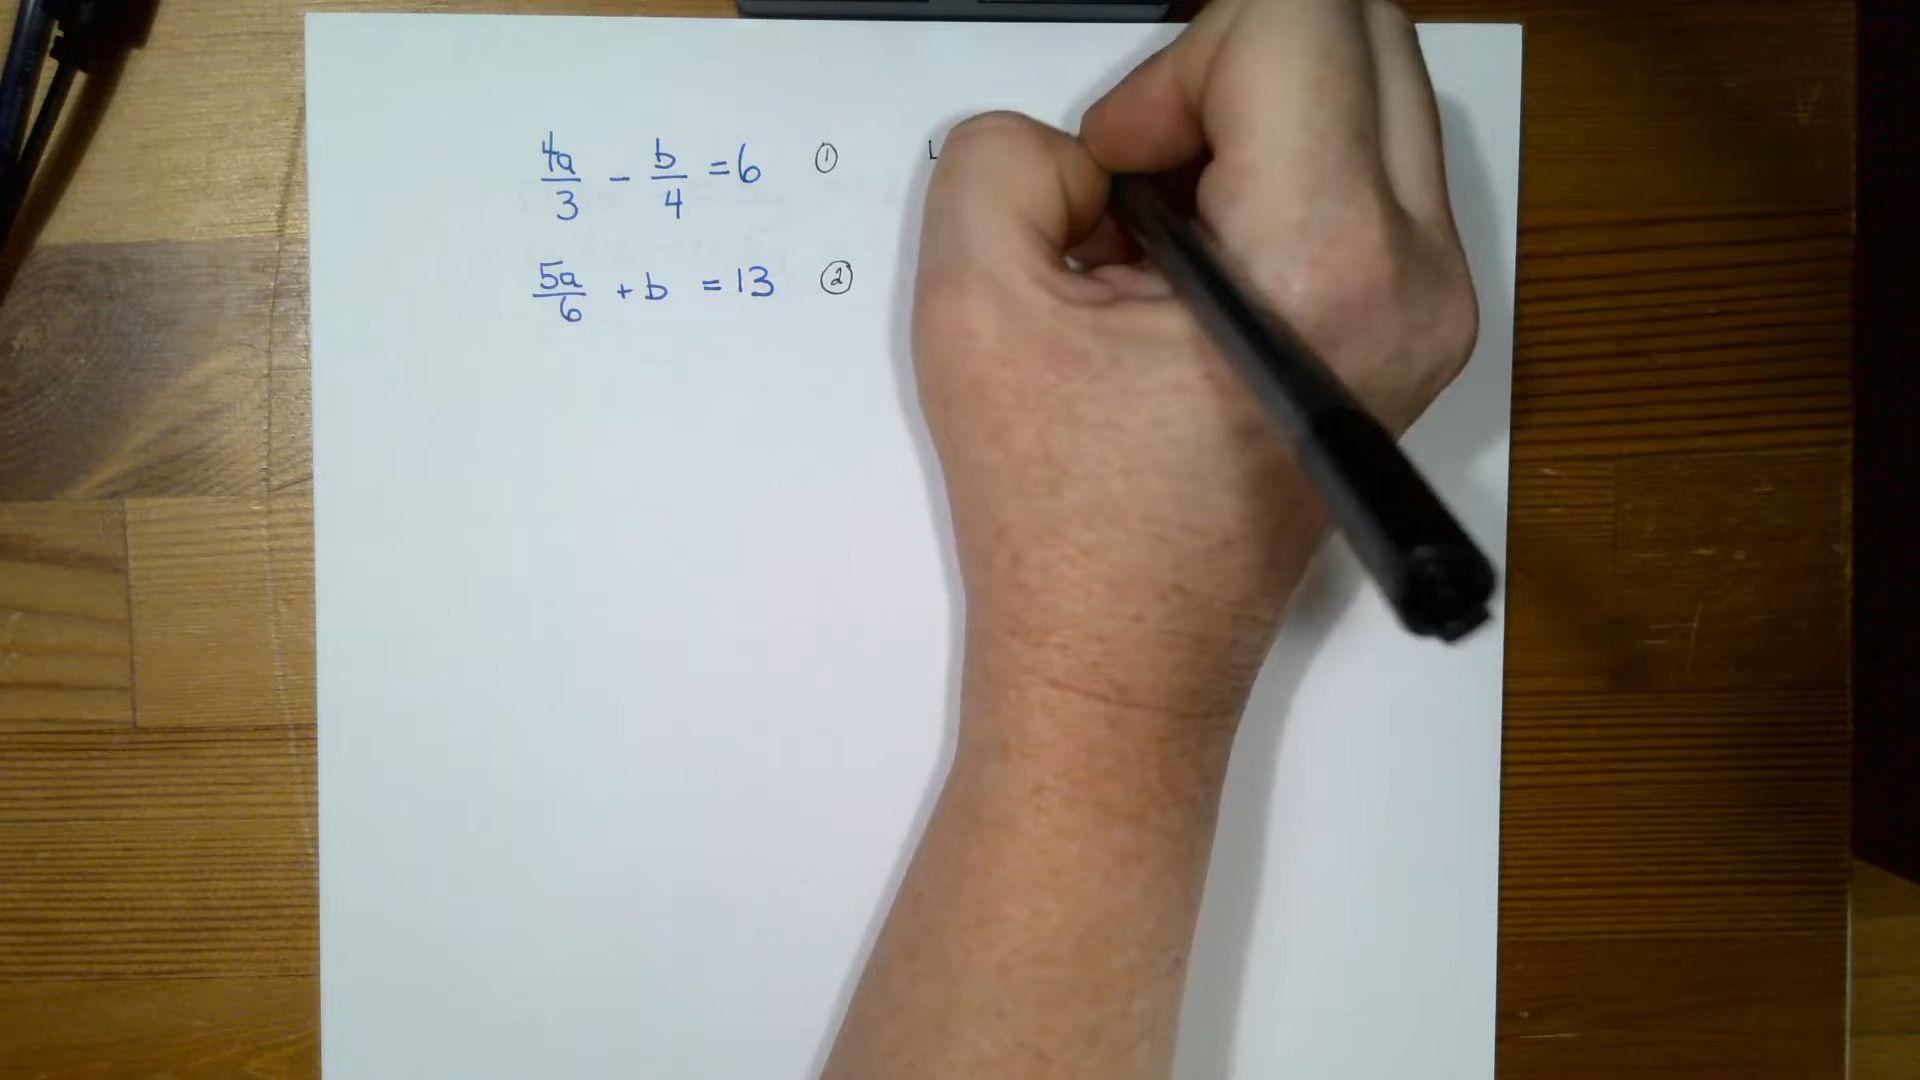 4a/3 - b/4 = 6 ①
5a/6 + b = 13 ②